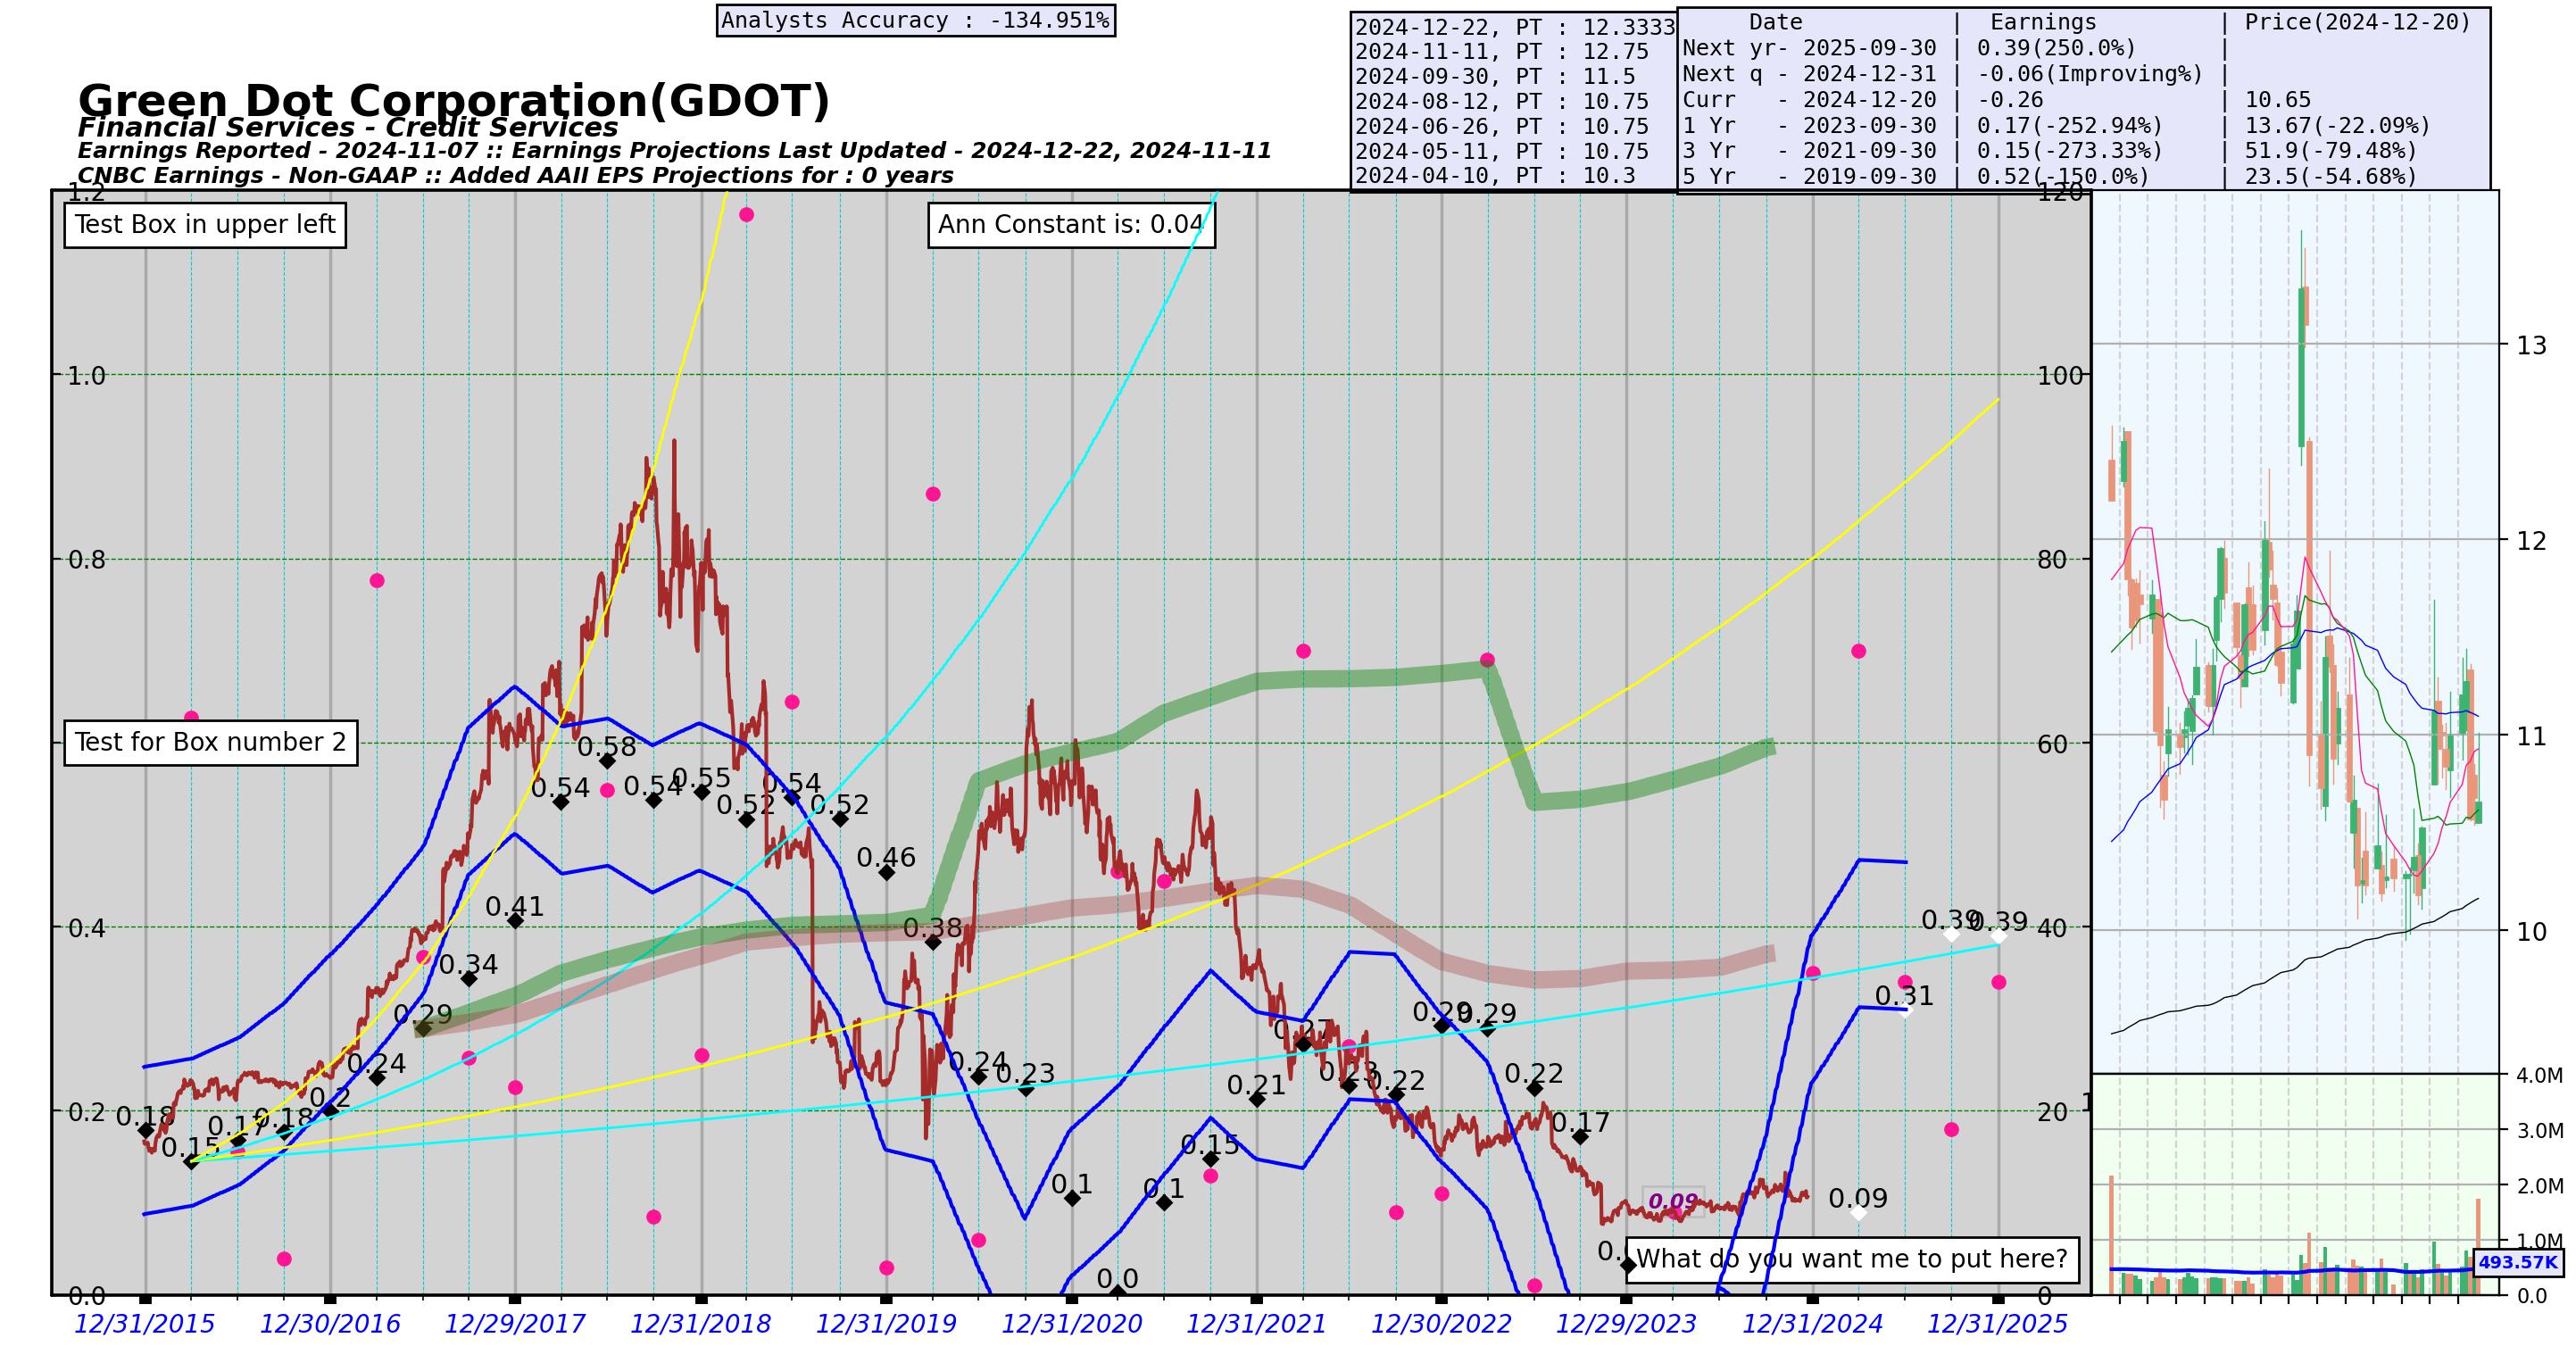 Analysts Accuracy : -134.951%
2024-12-22, PT : 12.3333
2024-11-11, PT : 12.75
2024-09-30, PT : 11.5
2024-08-12, PT : 10.75
2024-06-26, PT : 10.75
2024-05-11, PT : 10.75
2024-04-10, PT : 10.3
Date | Earnings | Price(2024-12-20)
Next yr- 2025-09-30 | 0.39(250.0%) |
Next q - 2024-12-31 | -0.06(Improving%) |
Curr - 2024-12-20 | -0.26 | 10.65
1 Yr - 2023-09-30 | 0.17(-252.94%) | 13.67(-22.09%)
3 Yr - 2021-09-30 | 0.15(-273.33%) | 51.9(-79.48%)
5 Yr - 2019-09-30 | 0.52(-150.0%) | 23.5(-54.68%)
Green Dot Corporation(GDOT)
Financial Services - Credit Services
Earnings Reported - 2024-11-07 :: Earnings Projections Last Updated - 2024-12-22, 2024-11-11
CNBC Earnings - Non-GAAP :: Added AAII EPS Projections for : 0 years
1.2
120
Test Box in upper left
Ann Constant is: 0.04
13
1.0
100
12
0.8
80
Test for Box number 2
60
11
0.58
0.54
0.54
0.55
0.52
0.54
0.52
0.46
0.41
0.4
0.38
0.39
0.39
40
10
0.34
0.29
0.31
0.29
0.29
0.27
0.24
0.24
0.23
0.23
0.22
0.22
0.21
4.0M
0.2
0.2
20
0.18
0.15
0.17
0.18
0.15
0.17
3.0M
0.1
0.1
0.09
0.09
2.0M
1.0M
0.0
What do you want me to put here?
493.57K
0.0
0
0.0
12/31/2015
12/30/2016
12/29/2017
12/31/2018
12/31/2019
12/31/2020
12/31/2021
12/30/2022
12/29/2023
12/31/2024
12/31/2025